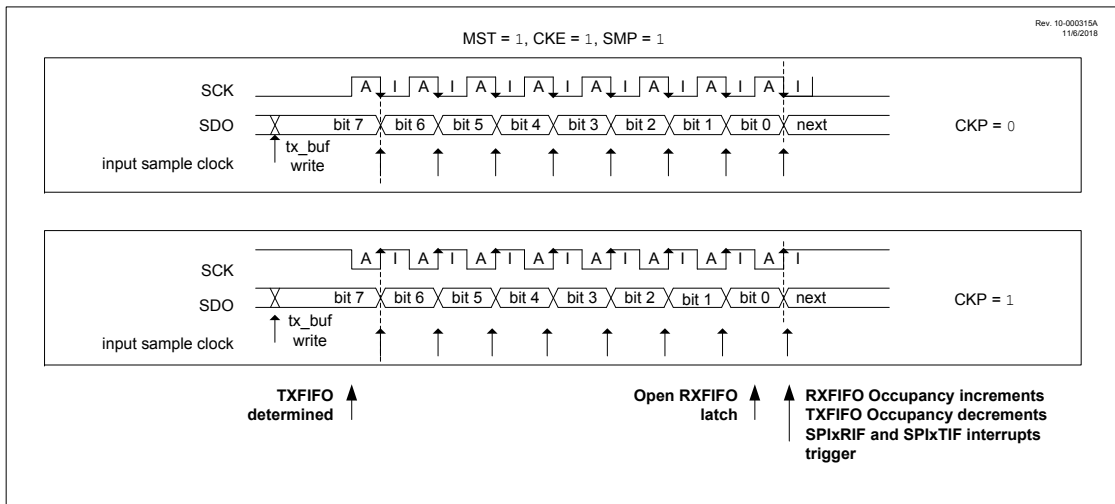 Rev. 10-000315A
11/6/2018
MST = 1, CKE = 1, SMP = 1
SCK A I A I A I A I A I A I A I A I
SDO bit 7 bit 6 bit 5 bit 4 bit 3 bit 2 bit 1 bit 0 next
CKP = 0
tx_buf
write
input sample clock
SCK A I A I A I A I A I A I A I A I
SDO bit 7 bit 6 bit 5 bit 4 bit 3 bit 2 bit 1 bit 0 next
CKP = 1
tx_buf
write
input sample clock
TXFIFO
determined
Open RXFIFO
latch
RXFIFO Occupancy increments
TXFIFO Occupancy decrements
SPIxRIF and SPIxTIF interrupts
trigger